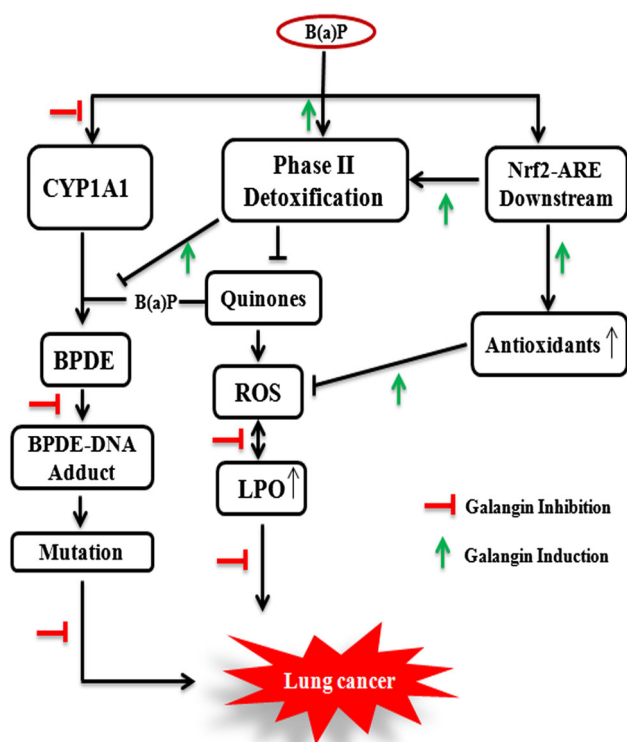 B(a)P
CYP1A1
Phase II
Detoxification
Nrf2-ARE
Downstream
B(a)P
Quinones
Antioxidants ↑
BPDE
ROS
BPDE-DNA
Adduct
LPO ↑
Mutation
Galangin Inhibition
Galangin Induction
Lung cancer